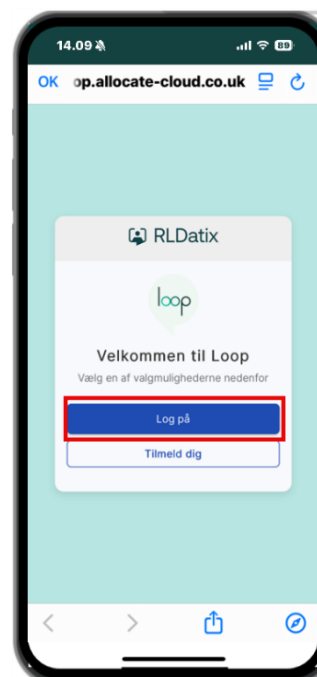 14.09
89
OK op.allocate-cloud.co.uk
RLDatix
loop
Velkommen til Loop
Vælg en af valgmulighederne nedenfor
Log på
Tilmeld dig